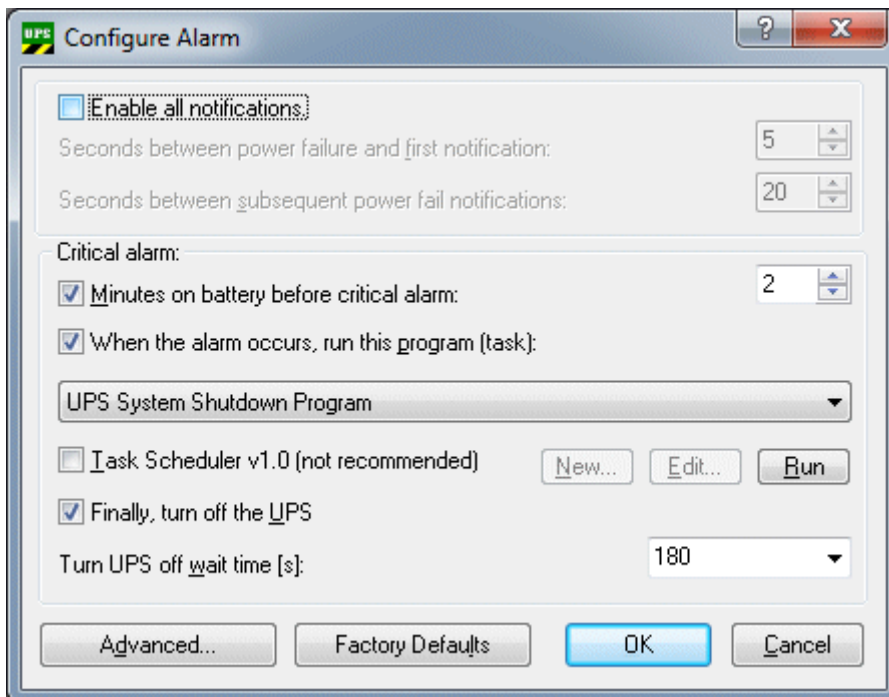 UPS
Configure Alarm
?
X
Enable all notifications.
Seconds between power failure and first notification:
5
Seconds between subsequent power fail notifications:
20
Critical alarm:
Minutes on battery before critical alarm:
2
When the alarm occurs, run this program (task):
UPS System Shutdown Program
Task Scheduler v1.0 (not recommended)
New...
Edit...
Run
Finally, turn off the UPS
Turn UPS off wait time [s]:
180
Advanced...
Factory Defaults
OK
Cancel